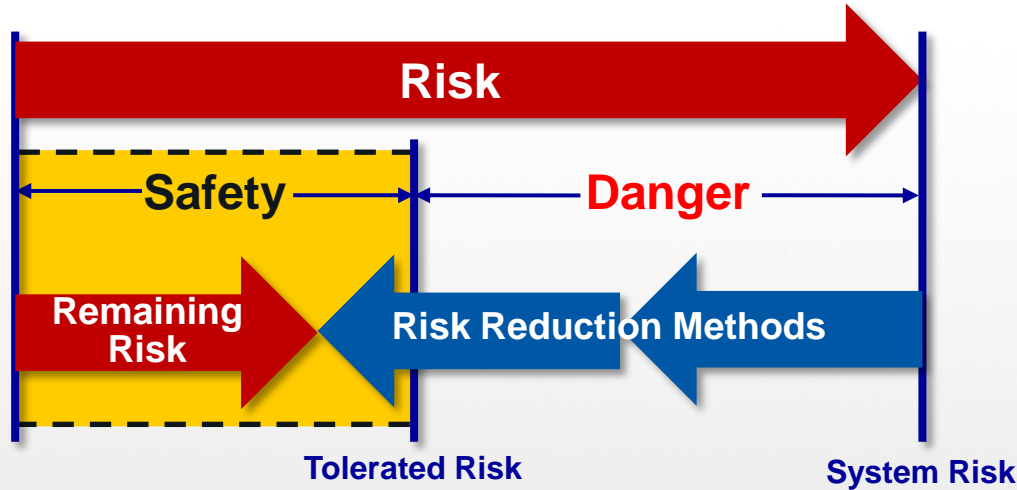 Risk
Safety
Danger
Remaining
Risk
Risk Reduction Methods
Tolerated Risk
System Risk